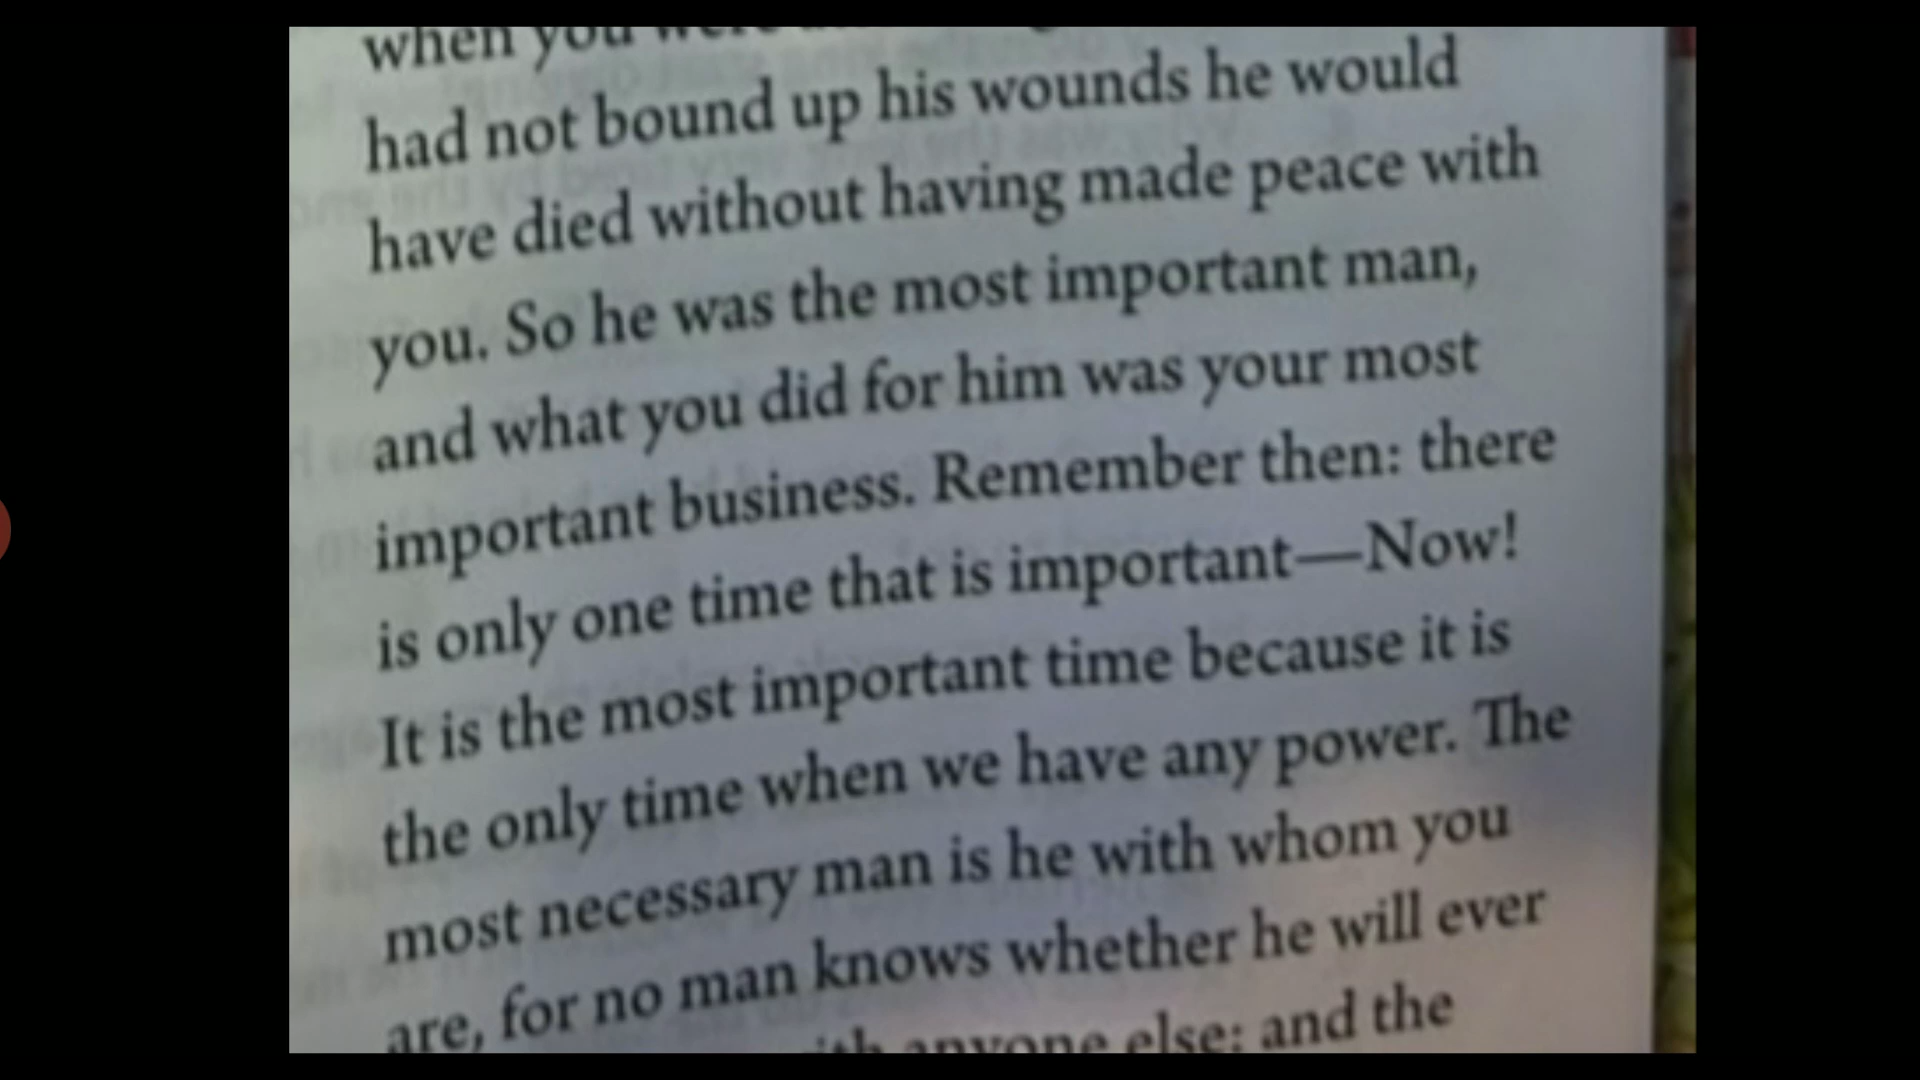 when you were
had not bound up his wounds he would
have died without having made peace with
you. So he was the most important man,
and what you did for him was your most
important business. Remember then: there
is only one time that is important—Now!
It is the most important time because it is
the only time when we have any power. The
most necessary man is he with whom you
are, for no man knows whether he will ever
anyone else: and the